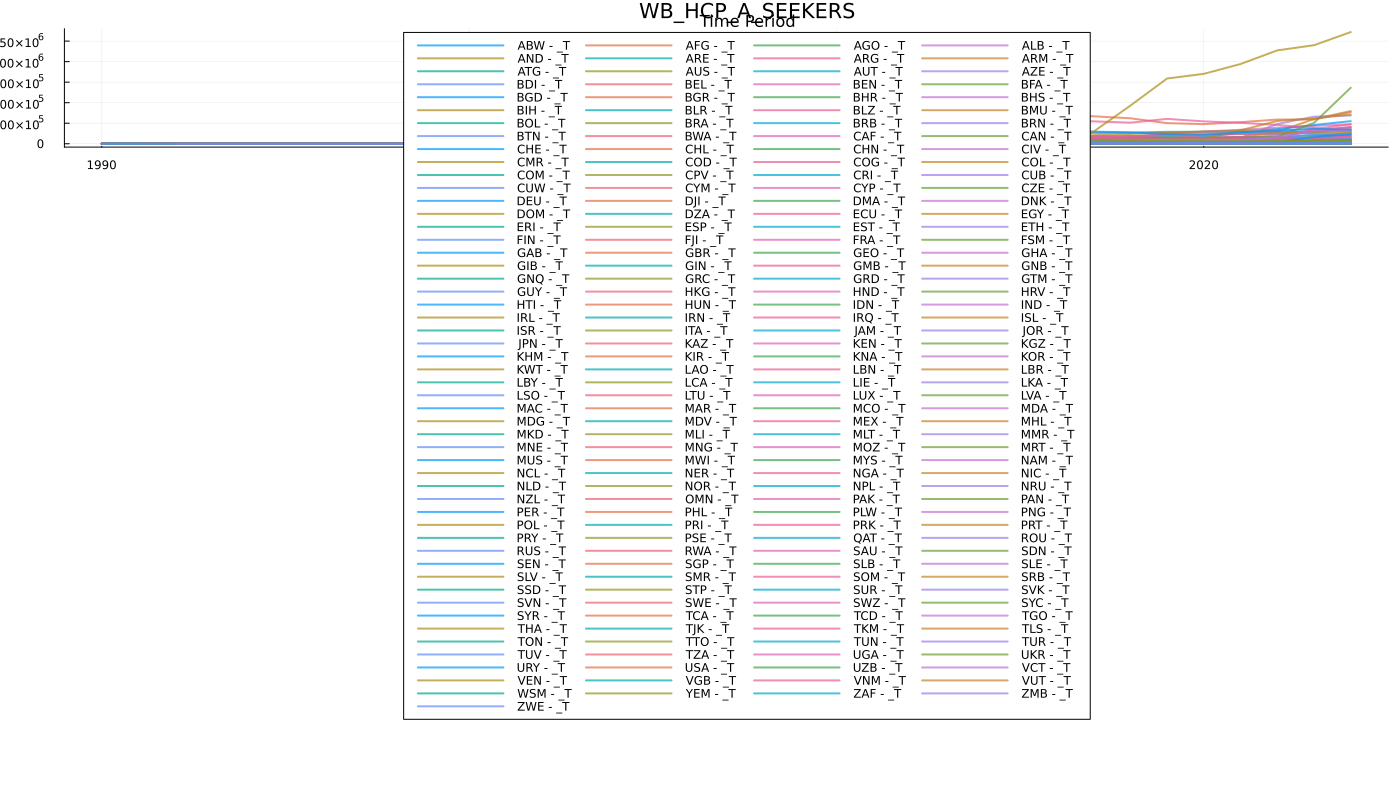 WB_HCP_A_SEEKERS
Time Period
50×10⁶
00×10⁶
00×10⁵
00×10⁵
00×10⁵
0
1990
2020
ABW - _T AFG - _T AGO - _T ALB - _T
AND - _T ARE - _T ARG - _T ARM - _T
ATG - _T AUS - _T AUT - _T AZE - _T
BDI - _T BEL - _T BEN - _T BFA - _T
BGD - _T BGR - _T BHR - _T BHS - _T
BIH - _T BLR - _T BLZ - _T BMU - _T
BOL - _T BRA - _T BRB - _T BRN - _T
BTN - _T BWA - _T CAF - _T CAN - _T
CHE - _T CHL - _T CHN - _T CIV - _T
CMR - _T COD - _T COG - _T COL - _T
COM - _T CPV - _T CRI - _T CUB - _T
CUW - _T CYM - _T CYP - _T CZE - _T
DEU - _T DJI - _T DMA - _T DNK - _T
DOM - _T DZA - _T ECU - _T EGY - _T
ERI - _T ESP - _T EST - _T ETH - _T
FIN - _T FJI - _T FRA - _T FSM - _T
GAB - _T GBR - _T GEO - _T GHA - _T
GIB - _T GIN - _T GMB - _T GNB - _T
GNQ - _T GRC - _T GRD - _T GTM - _T
GUY - _T HKG - _T HND - _T HRV - _T
HTI - _T HUN - _T IDN - _T IND - _T
IRL - _T IRN - _T IRQ - _T ISL - _T
ISR - _T ITA - _T JAM - _T JOR - _T
JPN - _T KAZ - _T KEN - _T KGZ - _T
KHM - _T KIR - _T KNA - _T KOR - _T
KWT - _T LAO - _T LBN - _T LBR - _T
LBY - _T LCA - _T LIE - _T LKA - _T
LSO - _T LTU - _T LUX - _T LVA - _T
MAC - _T MAR - _T MCO - _T MDA - _T
MDG - _T MDV - _T MEX - _T MHL - _T
MKD - _T MLI - _T MLT - _T MMR - _T
MNE - _T MNG - _T MOZ - _T MRT - _T
MUS - _T MWI - _T MYS - _T NAM - _T
NCL - _T NER - _T NGA - _T NIC - _T
NLD - _T NOR - _T NPL - _T NRU - _T
NZL - _T OMN - _T PAK - _T PAN - _T
PER - _T PHL - _T PLW - _T PNG - _T
POL - _T PRI - _T PRK - _T PRT - _T
PRY - _T PSE - _T QAT - _T ROU - _T
RUS - _T RWA - _T SAU - _T SDN - _T
SEN - _T SGP - _T SLB - _T SLE - _T
SLV - _T SMR - _T SOM - _T SRB - _T
SSD - _T STP - _T SUR - _T SVK - _T
SVN - _T SWE - _T SWZ - _T SYC - _T
SYR - _T TCA - _T TCD - _T TGO - _T
THA - _T TJK - _T TKM - _T TLS - _T
TON - _T TTO - _T TUN - _T TUR - _T
TUV - _T TZA - _T UGA - _T UKR - _T
URY - _T USA - _T UZB - _T VCT - _T
VEN - _T VGB - _T VNM - _T VUT - _T
WSM - _T YEM - _T ZAF - _T ZMB - _T
ZWE - _T